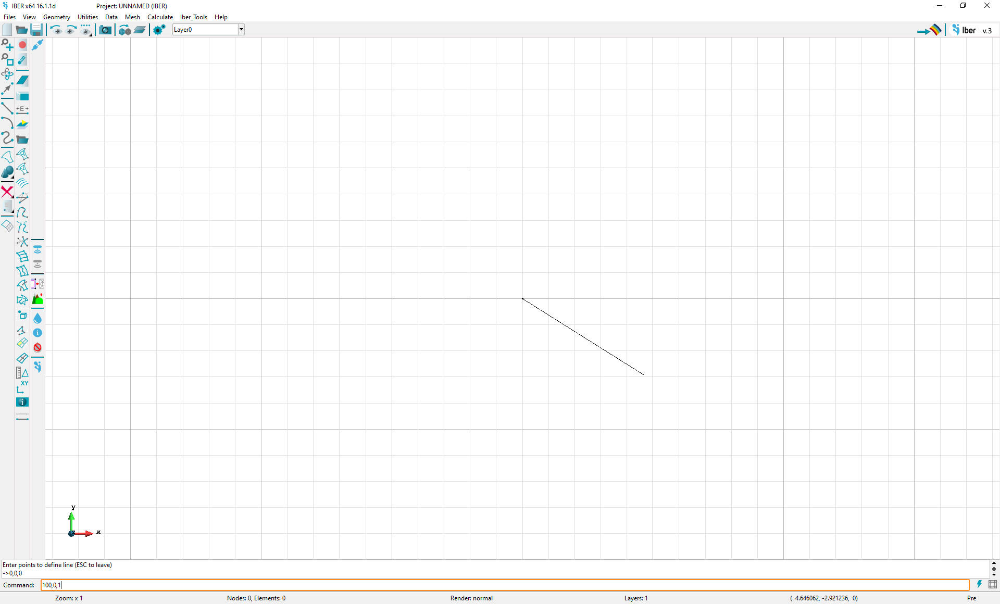 IBER x64 16.1.1d Project: UNNAMED (IBER)
Files View Geometry Utilities Data Mesh Calculate Iber_Tools Help
Layer0
Iber v.3
E
XY
i
i
y
z x
Enter points to define line (ESC to leave)
->0,0,0
Command: 100,0,1
Zoom: x 1 Nodes: 0, Elements: 0 Render: normal Layers: 1 ( 4.646062, -2.921236, 0) Pre